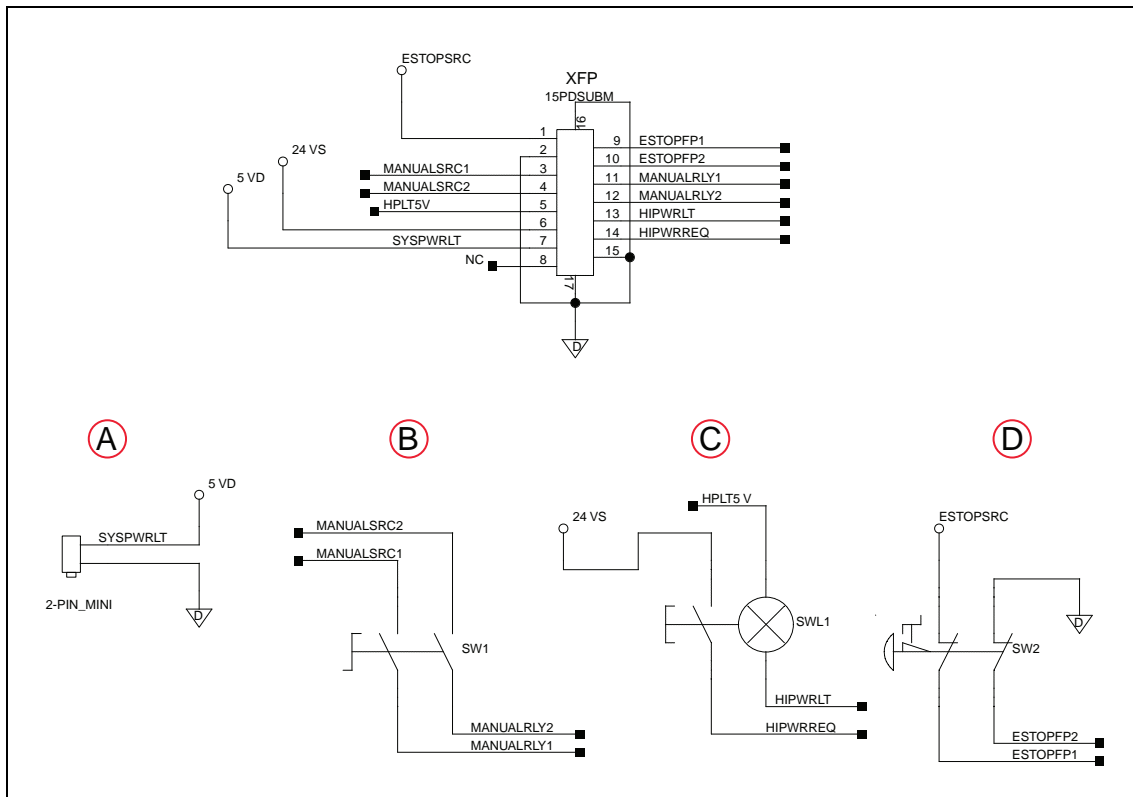 ESTOPSRC
XFP
15PDSUBM
16
1
2
3
4
5
6
7
8
9
10
11
12
13
14
15
17
24 VS
5 VD
MANUALSRC1
MANUALSRC2
HPLT5V
SYSPWRLT
NC
ESTOPFP1
ESTOPFP2
MANUALRLY1
MANUALRLY2
HIPWRLT
HIPWRREQ
D
A
B
C
D
5 VD
SYSPWRLT
2-PIN_MINI
D
MANUALSRC2
MANUALSRC1
SW1
MANUALRLY2
MANUALRLY1
HPLT5 V
24 VS
SWL1
HIPWRLT
HIPWRREQ
ESTOPSRC
D
SW2
ESTOPFP2
ESTOPFP1